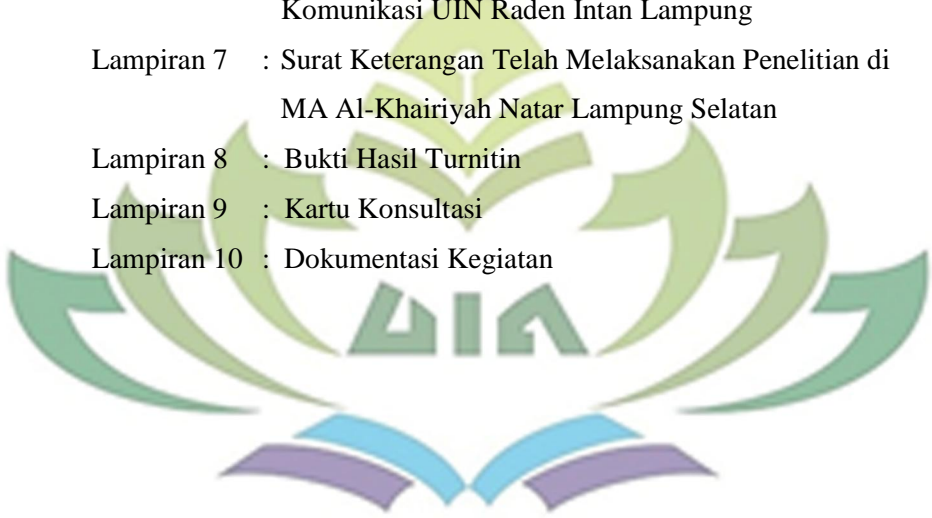 Komunikasi UIN Raden Intan Lampung
Lampiran 7 : Surat Keterangan Telah Melaksanakan Penelitian di
MA Al-Khairiyah Natar Lampung Selatan
Lampiran 8 : Bukti Hasil Turnitin
Lampiran 9 : Kartu Konsultasi
Lampiran 10 : Dokumentasi Kegiatan
UIN